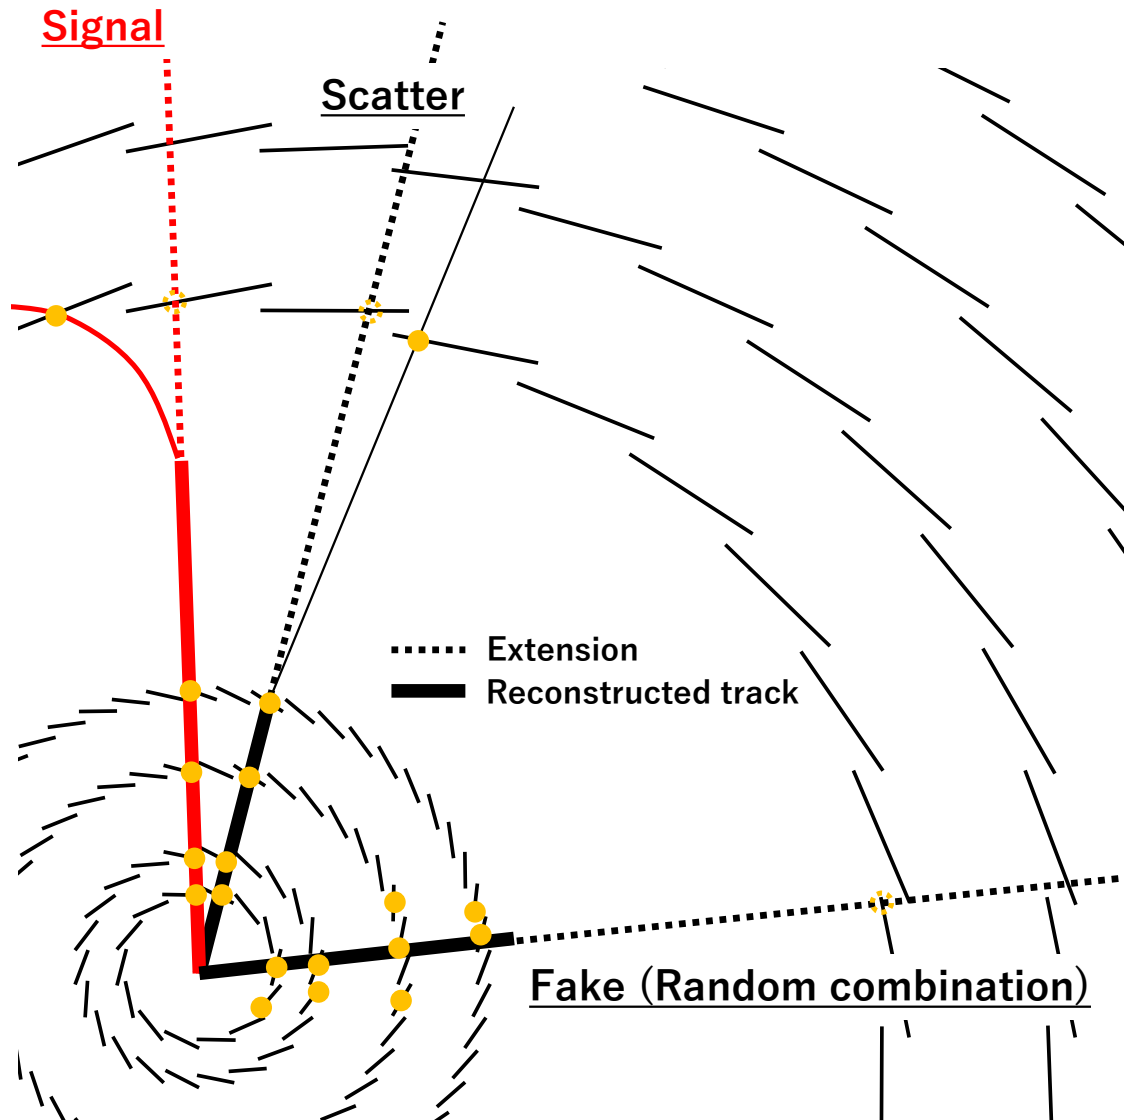 Signal
Scatter
Extension
Reconstructed track
Fake (Random combination)